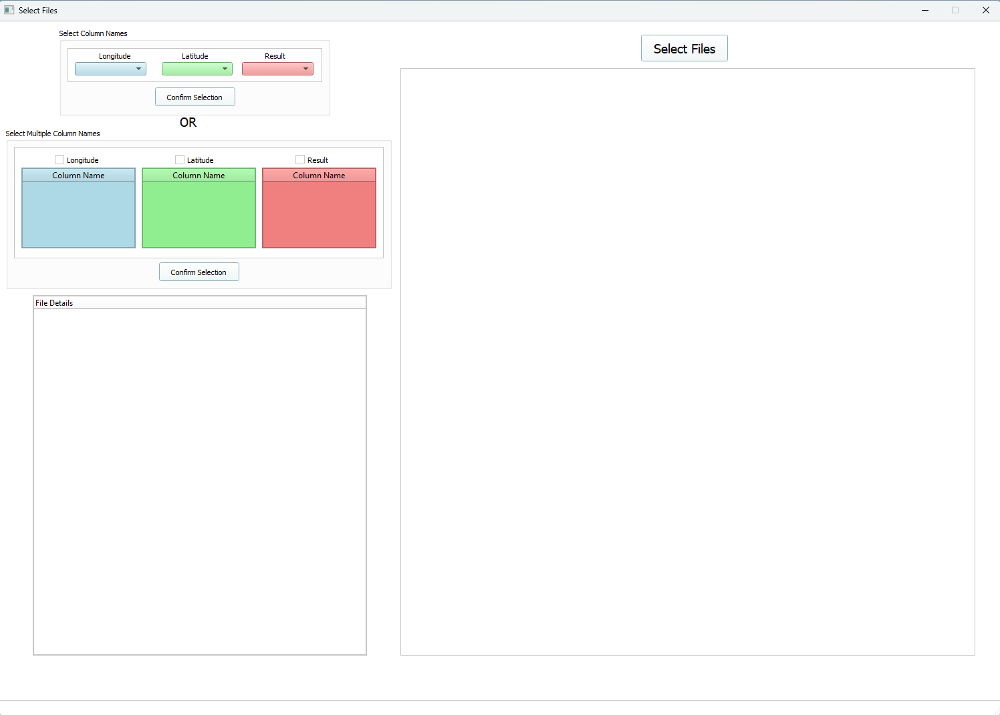 Select Files
Select Column Names
Longitude Latitude Result
Confirm Selection
OR
Select Multiple Column Names
Longitude Latitude Result
Column Name Column Name Column Name
Confirm Selection
File Details
Select Files